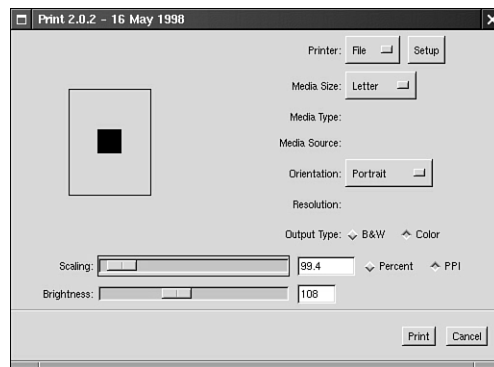 Print 2.0.2 - 16 May 1998
Printer: File Setup
Media Size: Letter
Media Type:
Media Source:
Orientation: Portrait
Resolution:
Output Type: B&W Color
Scaling: 99.4 Percent PPI
Brightness: 108
Print Cancel